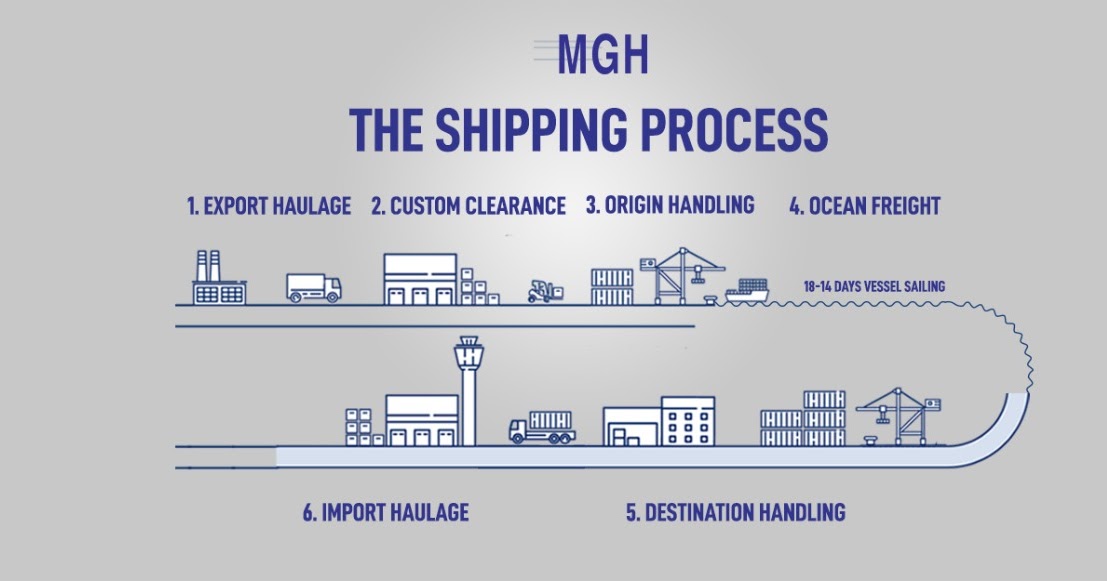 MGH
THE SHIPPING PROCESS
1. EXPORT HAULAGE
2. CUSTOM CLEARANCE
3. ORIGIN HANDLING
4. OCEAN FREIGHT
18-14 DAYS VESSEL SAILING
6. IMPORT HAULAGE
5. DESTINATION HANDLING